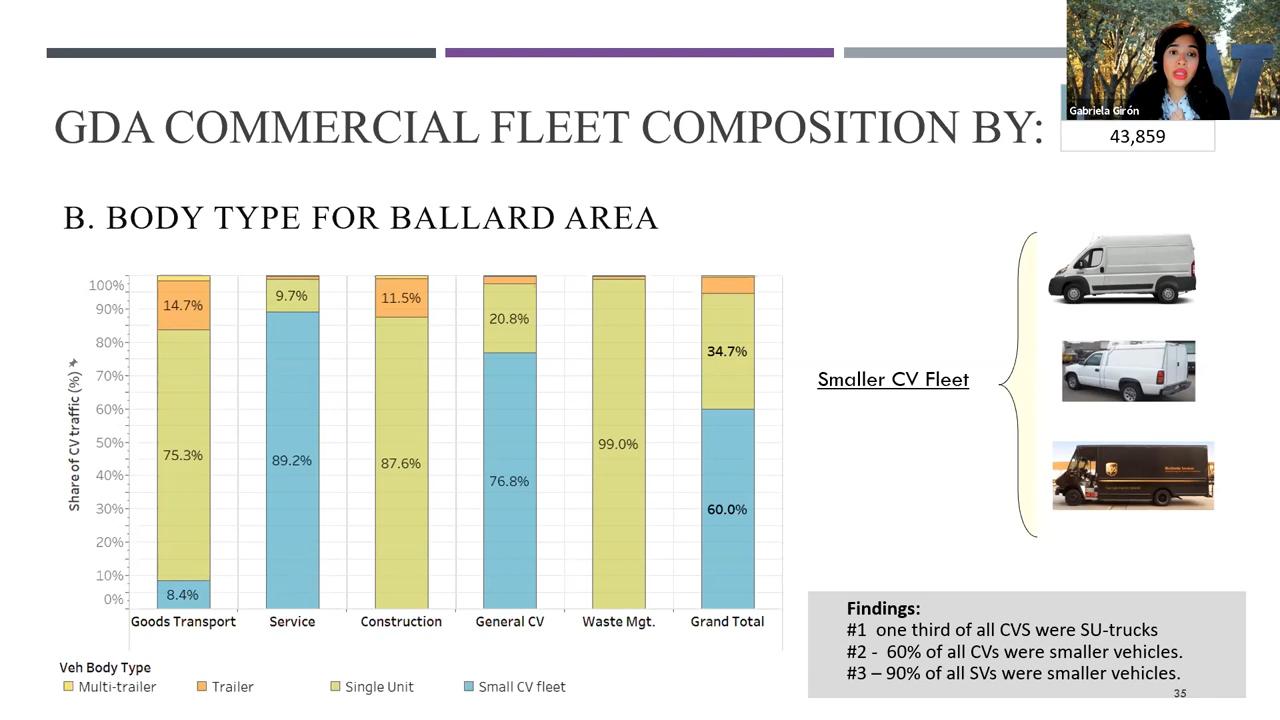 Gabriela Girón
GDA COMMERCIAL FLEET COMPOSITION BY:
43,859
B. BODY TYPE FOR BALLARD AREA
Share of CV traffic (%)
100%
90%
80%
70%
60%
50%
40%
30%
20%
10%
0%
14.7%
75.3%
8.4%
9.7%
89.2%
11.5%
87.6%
20.8%
76.8%
99.0%
34.7%
60.0%
Goods Transport
Service
Construction
General CV
Waste Mgt.
Grand Total
Veh Body Type
Multi-trailer
Trailer
Single Unit
Small CV fleet
Smaller CV Fleet
Findings:
#1 one third of all CVS were SU-trucks
#2 - 60% of all CVs were smaller vehicles.
#3 – 90% of all SVs were smaller vehicles.
35